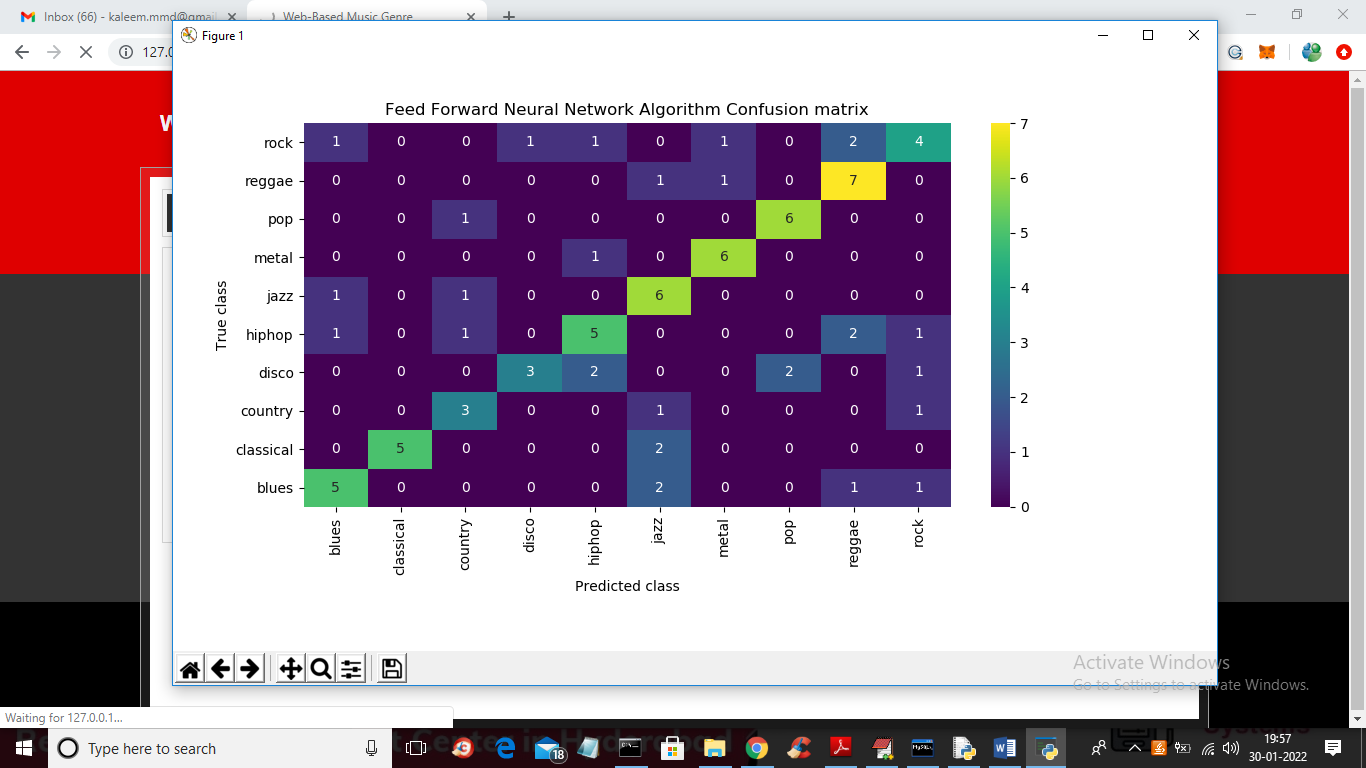 Inbox (66) - kaleem.mmd@gmai
Web-Based Music Genre
Figure 1
127.0
W
Feed Forward Neural Network Algorithm Confusion matrix
rock 1 0 0 1 1 0 1 0 2 4
reggae 0 0 0 0 0 1 1 0 7 0
pop 0 0 1 0 0 0 0 6 0 0
metal 0 0 0 0 1 0 6 0 0 0
jazz 1 0 1 0 0 6 0 0 0 0
hiphop 1 0 1 0 5 0 0 0 2 1
disco 0 0 0 3 2 0 0 2 0 1
country 0 0 3 0 0 1 0 0 0 1
classical 0 5 0 0 0 2 0 0 0 0
blues 5 0 0 0 0 2 0 0 1 1
True class
blues classical country disco hiphop jazz metal pop reggae rock
Predicted class
7
6
5
4
3
2
1
0
Activate Windows
Go to Settings to activate Windows.
Waiting for 127.0.0.1...
Type here to search
18
MySQL
19:57
30-01-2022